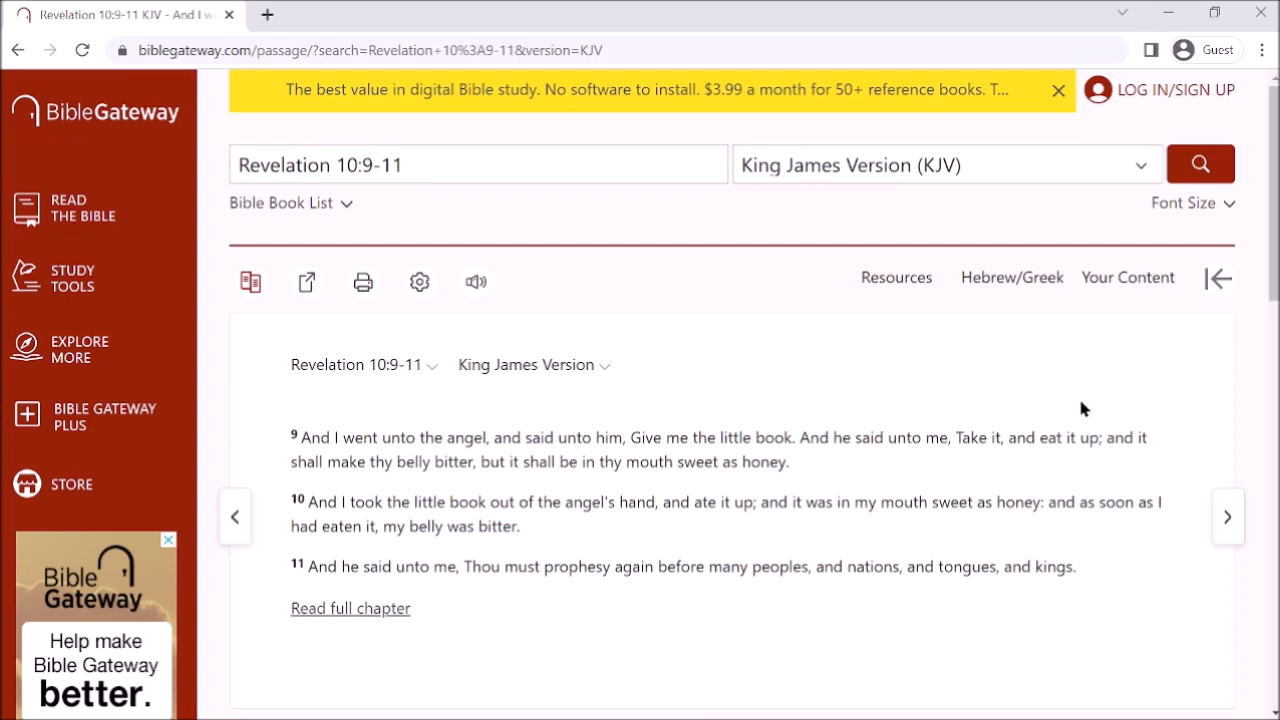 Revelation 10:9-11 KJV - And I w
biblegateway.com/passage/?search=Revelation+10%3A9-11&version=KJV
Guest
BibleGateway
The best value in digital Bible study. No software to install. $3.99 a month for 50+ reference books. T...
LOG IN/SIGN UP
Revelation 10:9-11
King James Version (KJV)
Bible Book List
Font Size
READ
THE BIBLE
STUDY
TOOLS
EXPLORE
MORE
BIBLE GATEWAY
PLUS
STORE
Resources
Hebrew/Greek
Your Content
Revelation 10:9-11
King James Version
9 And I went unto the angel, and said unto him, Give me the little book. And he said unto me, Take it, and eat it up; and it
shall make thy belly bitter, but it shall be in thy mouth sweet as honey.
10 And I took the little book out of the angel's hand, and ate it up; and it was in my mouth sweet as honey: and as soon as I
had eaten it, my belly was bitter.
11 And he said unto me, Thou must prophesy again before many peoples, and nations, and tongues, and kings.
Read full chapter
Bible
Gateway
Help make
Bible Gateway
better.